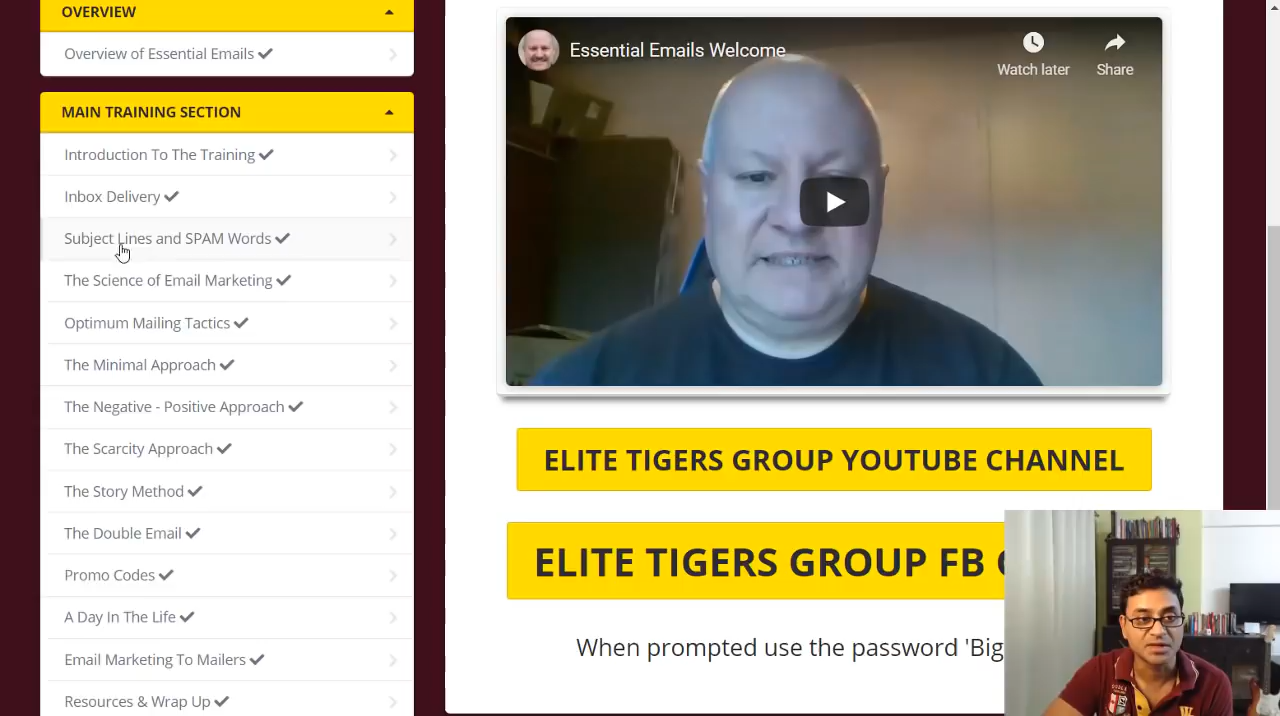 OVERVIEW
Overview of Essential Emails
MAIN TRAINING SECTION
Introduction To The Training
Inbox Delivery
Subject Lines and SPAM Words
The Science of Email Marketing
Optimum Mailing Tactics
The Minimal Approach
The Negative - Positive Approach
The Scarcity Approach
The Story Method
The Double Email
Promo Codes
A Day In The Life
Email Marketing To Mailers
Resources & Wrap Up
Essential Emails Welcome
Watch later
Share
ELITE TIGERS GROUP YOUTUBE CHANNEL
ELITE TIGERS GROUP FB
When prompted use the password 'Big